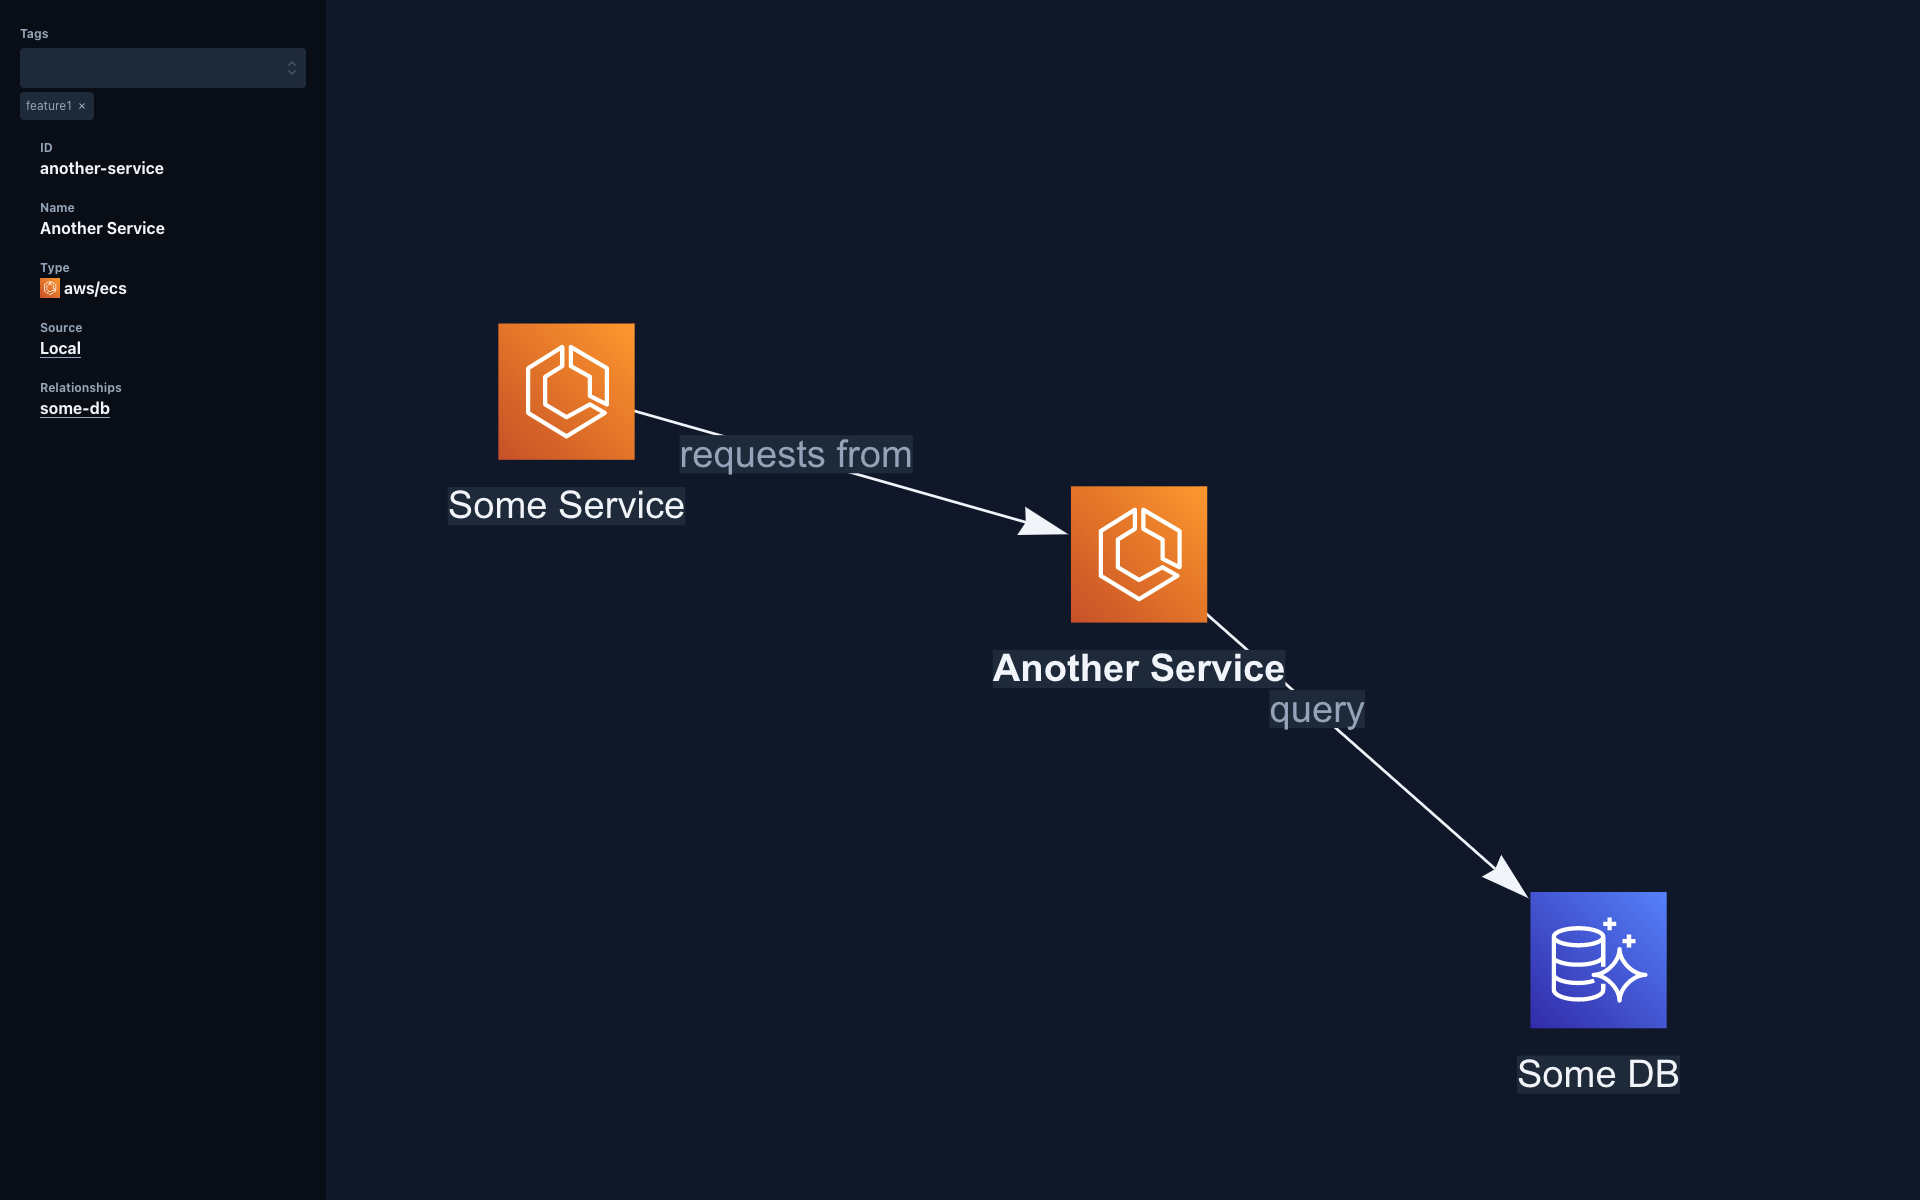 Tags
feature1 ×
ID
another-service
Name
Another Service
Type
aws/ecs
Source
Local
Relationships
some-db
requests from
Some Service
Another Service
query
Some DB